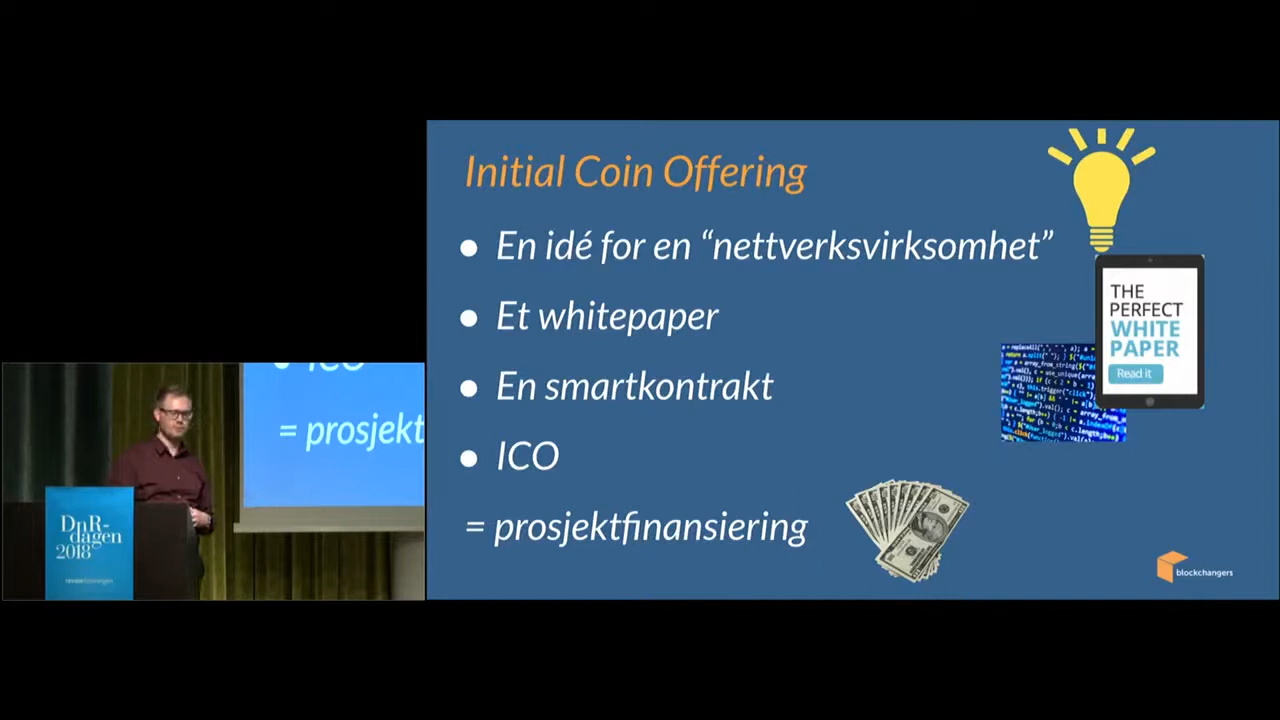 Initial Coin Offering
● En idé for en “nettverksvirksomhet”
● Et whitepaper
● En smartkontrakt
● ICO
= prosjektfinansiering
THE
PERFECT
WHITE
PAPER
Read it
blockchangers
ICO
= prosjekt
DnR-
dagen
2018